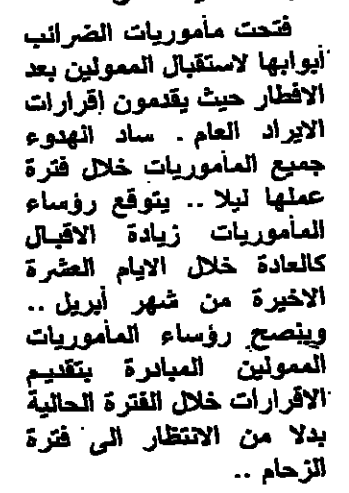 فتحت مأموريات الضرائب
أبوابها لاستقبال الممولين بعد
الافطار حيث يقدمون إقرارات
الايراد العام . ساد الهدوء
جميع المأموريات خلال فترة
عملها ليلا .. يتوقع رؤساء
المأموريات زيادة الاقبال
كالعادة خلال الايام العشرة
الاخيرة من شهر أبريل ..
وينصح رؤساء المأموريات
الممولين المبادرة بتقديم
الاقرارات خلال الفترة الحالية
بدلا من الانتظار الى فترة
الزحام ..